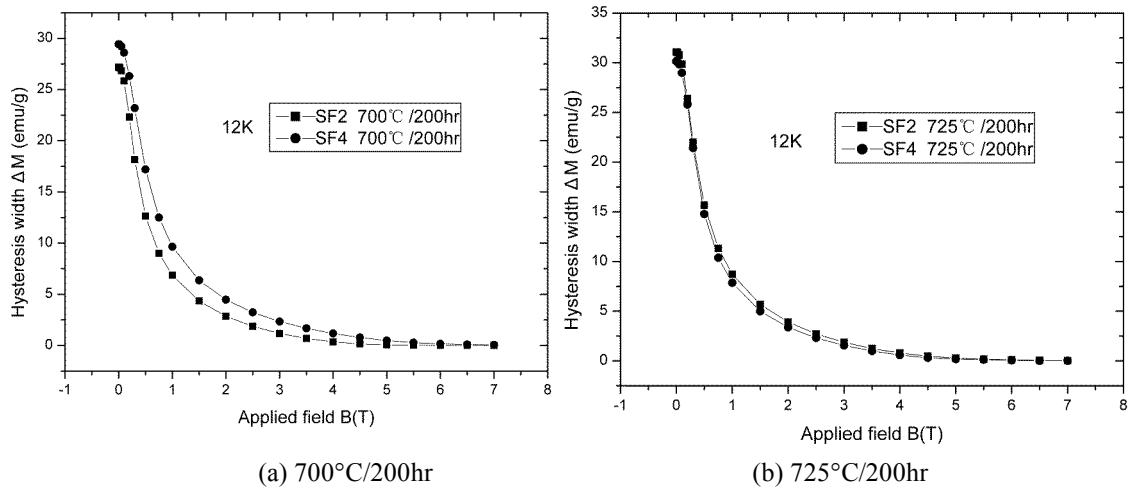 30
25
20
15
10
5
0
-1 0 1 2 3 4 5 6 7 8
Hysteresis width ΔM (emu/g)
Applied field B(T)
12K
SF2 700℃ /200hr
SF4 700℃ /200hr
(a) 700°C/200hr
35
30
25
20
15
10
5
0
-1 0 1 2 3 4 5 6 7 8
Hysteresis width ΔM (emu/g)
Applied field B(T)
12K
SF2 725℃ /200hr
SF4 725℃ /200hr
(b) 725°C/200hr